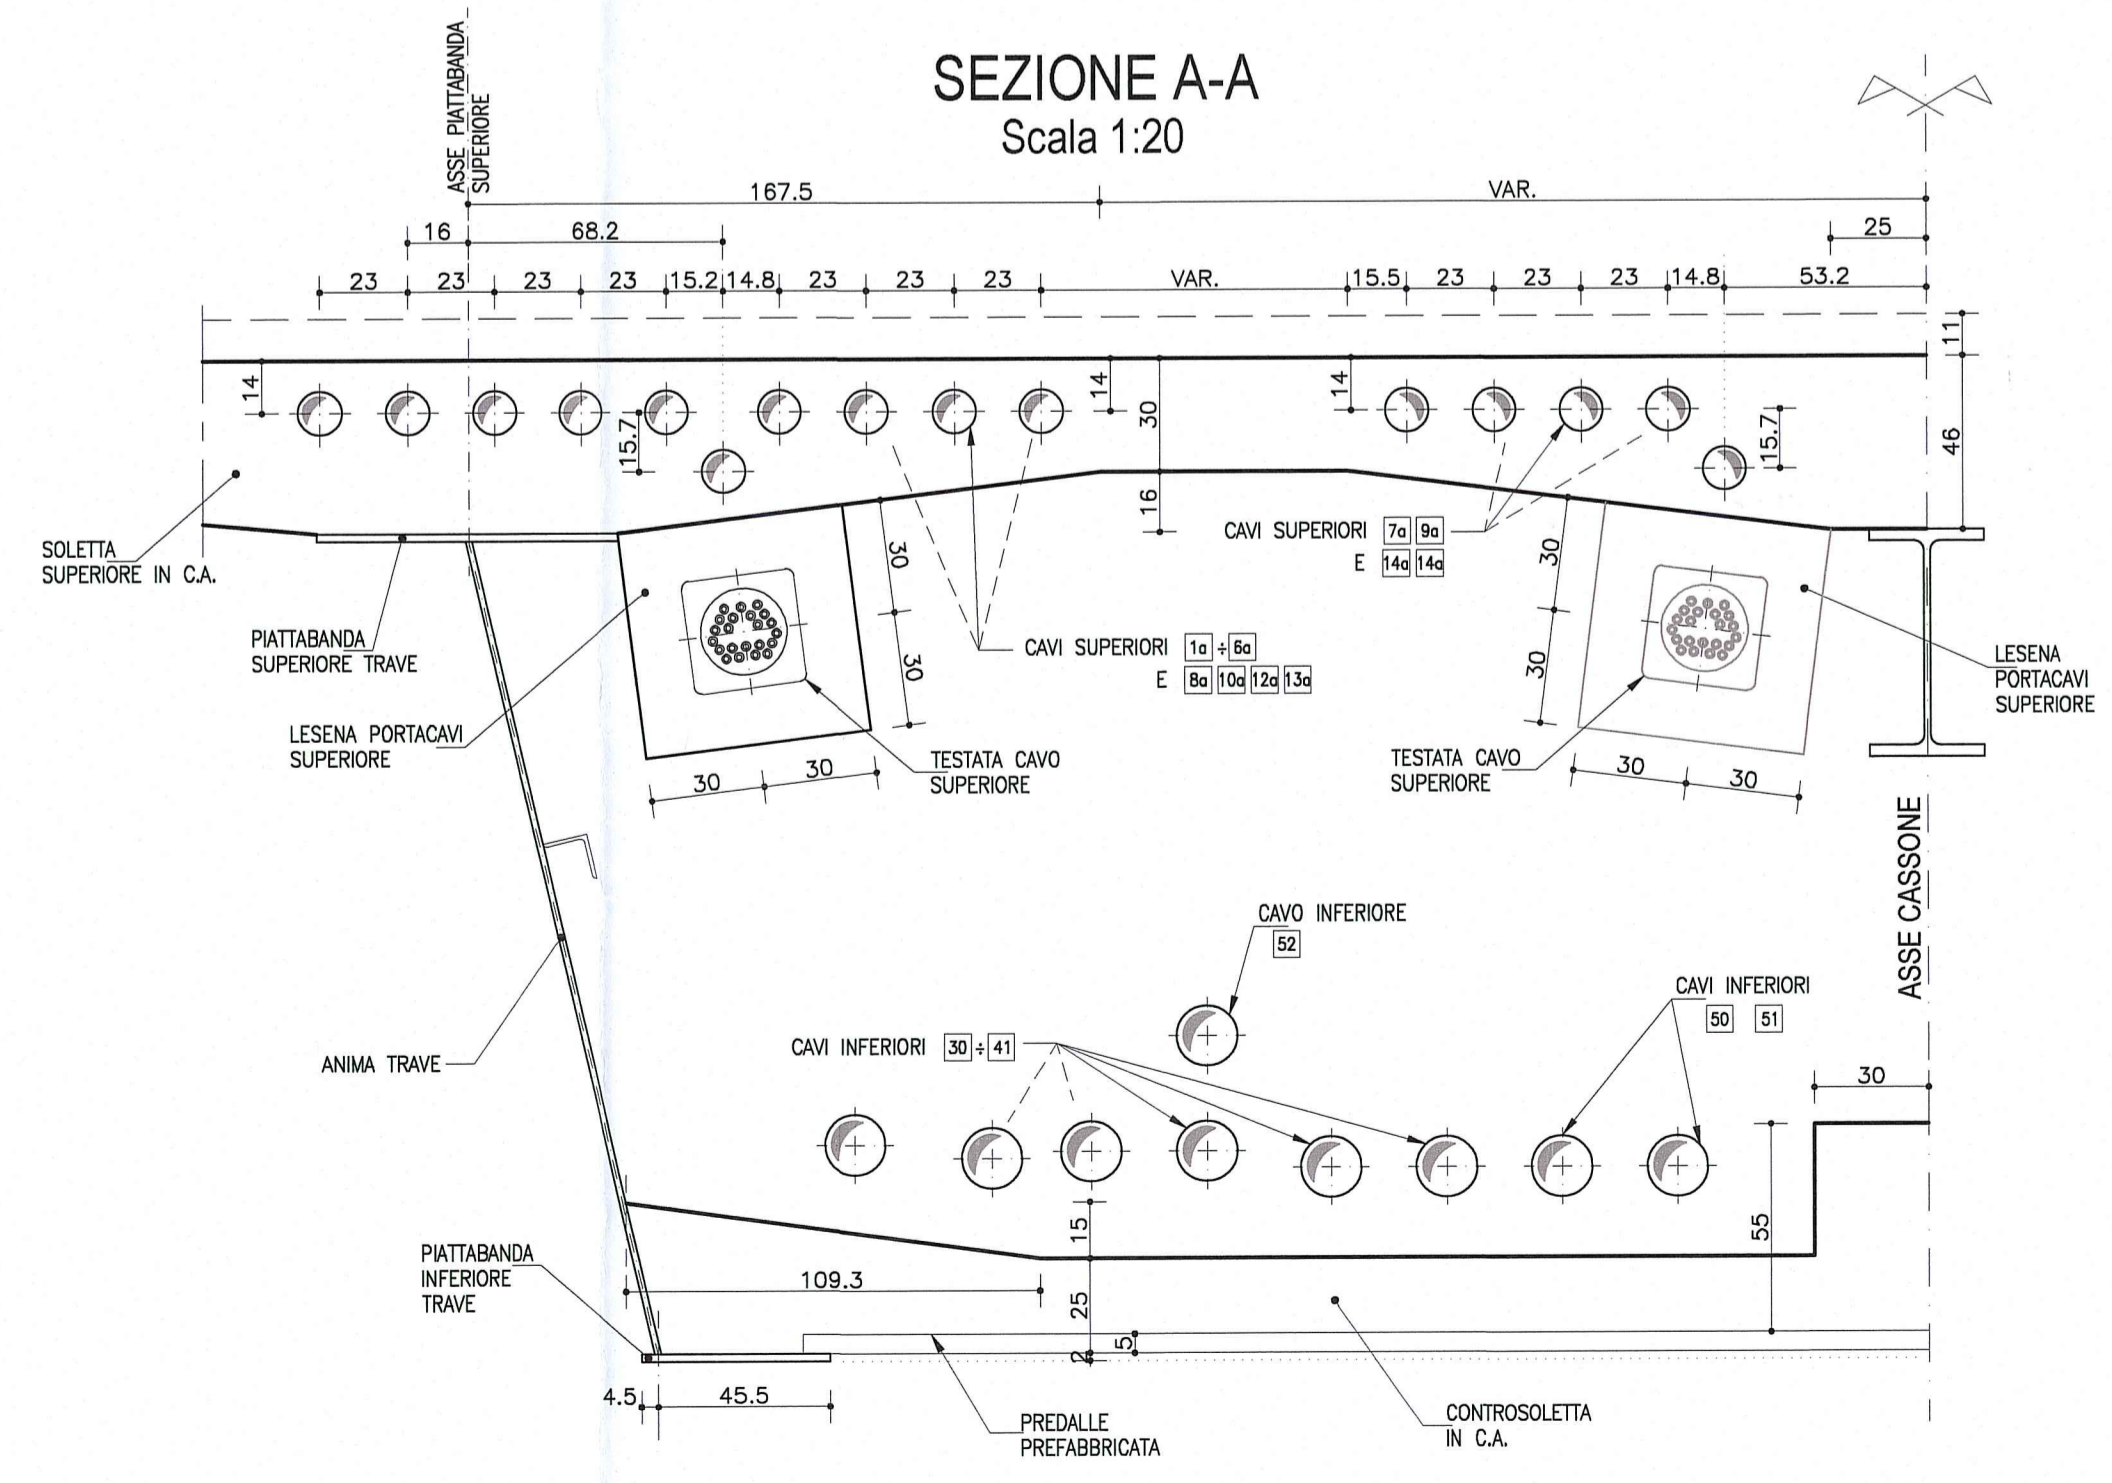 SEZIONE A-A
Scala 1:20
ASSE PIATTABANDA
SUPERIORE
167.5
VAR.
16
68.2
25
23
23
23
23
15.2
14.8
23
23
23
VAR.
15.5
23
23
23
14.8
53.2
11
14
14
30
14
46
15.7
15.7
16
CAVI SUPERIORI 7a 9a
E 14a 14a
SOLETTA
SUPERIORE IN C.A.
30
30
30
30
PIATTABANDA
SUPERIORE TRAVE
CAVI SUPERIORI 1a ÷ 6a
E 8a 10a 12a 13a
LESENA
PORTACAVI
SUPERIORE
LESENA PORTACAVI
SUPERIORE
TESTATA CAVO
SUPERIORE
TESTATA CAVO
SUPERIORE
30
30
30
30
ASSE CASSONE
CAVO INFERIORE
52
CAVI INFERIORI
50 51
CAVI INFERIORI 30 ÷ 41
ANIMA TRAVE
30
15
55
PIATTABANDA
INFERIORE
TRAVE
109.3
25
5
2
4.5
45.5
PREDALLE
PREFABBRICATA
CONTROSOLETTA
IN C.A.